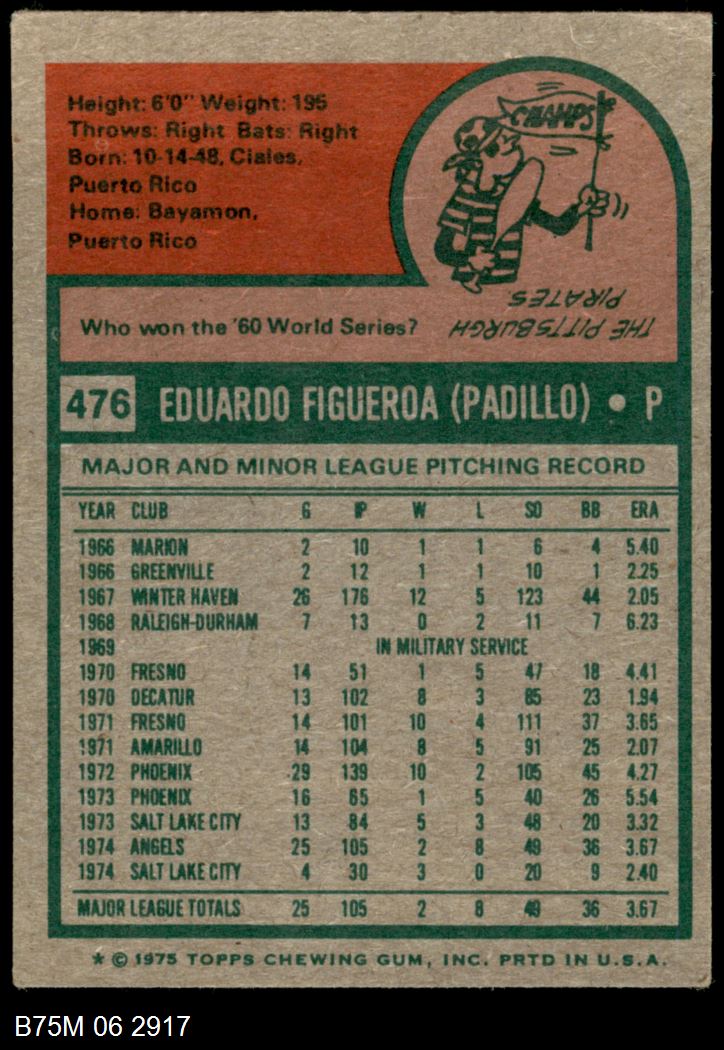 Height: 6'0" Weight: 195
Throws: Right Bats: Right
Born: 10-14-48, Ciales,
Puerto Rico
Home: Bayamon,
Puerto Rico
CHAMPS
Who won the '60 World Series?
THE PITTSBURGH
PIRATES
476 EDUARDO FIGUEROA (PADILLO) • P
MAJOR AND MINOR LEAGUE PITCHING RECORD
YEAR CLUB G IP W L SO BB ERA
1966 MARION 2 10 1 1 6 4 5.40
1966 GREENVILLE 2 12 1 1 10 1 2.25
1967 WINTER HAVEN 26 176 12 5 123 44 2.05
1968 RALEIGH-DURHAM 7 13 0 2 11 7 6.23
1969 IN MILITARY SERVICE
1970 FRESNO 14 51 1 5 47 18 4.41
1970 DECATUR 13 102 8 3 85 23 1.94
1971 FRESNO 14 101 10 4 111 37 3.65
1971 AMARILLO 14 104 8 5 91 25 2.07
1972 PHOENIX 29 139 10 2 105 45 4.27
1973 PHOENIX 16 65 1 5 40 26 5.54
1973 SALT LAKE CITY 13 84 5 3 48 20 3.32
1974 ANGELS 25 105 2 8 49 36 3.67
1974 SALT LAKE CITY 4 30 3 0 20 9 2.40
MAJOR LEAGUE TOTALS 25 105 2 8 49 36 3.67
* © 1975 TOPPS CHEWING GUM, INC. PRTD IN U.S.A.
B75M 06 2917